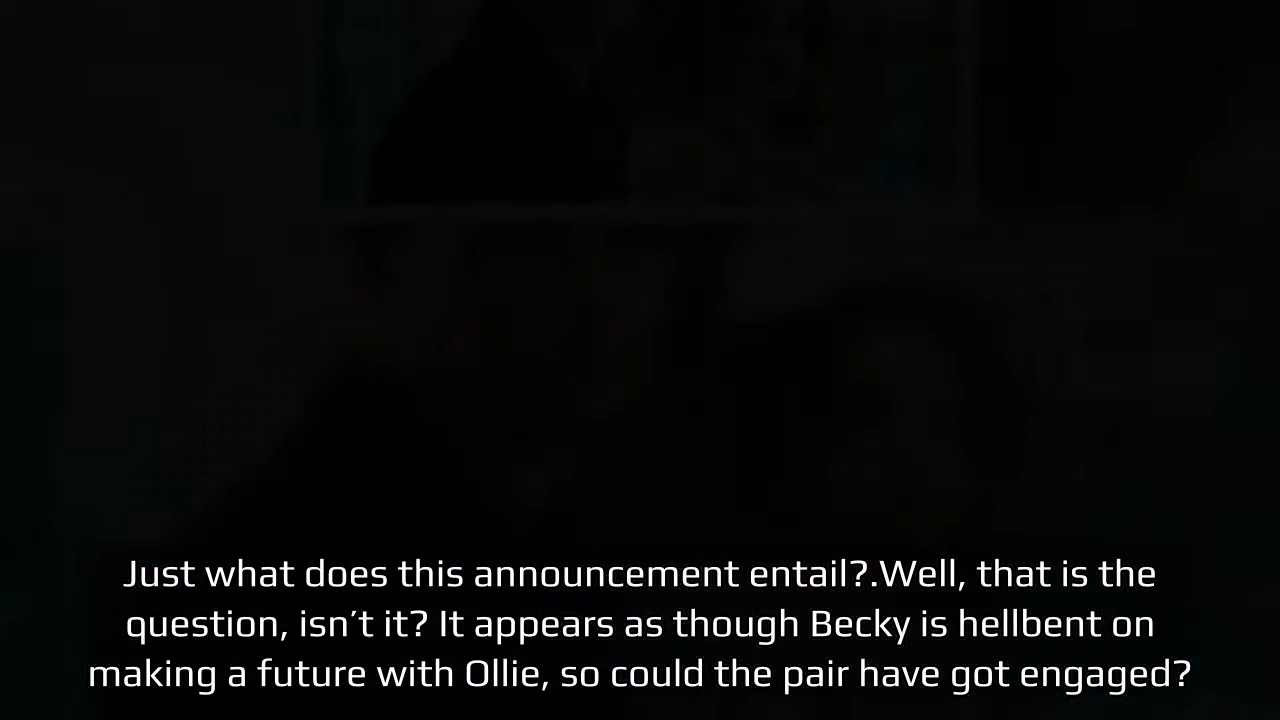 Just what does this announcement entail?.Well, that is the
question, isn’t it? It appears as though Becky is hellbent on
making a future with Ollie, so could the pair have got engaged?